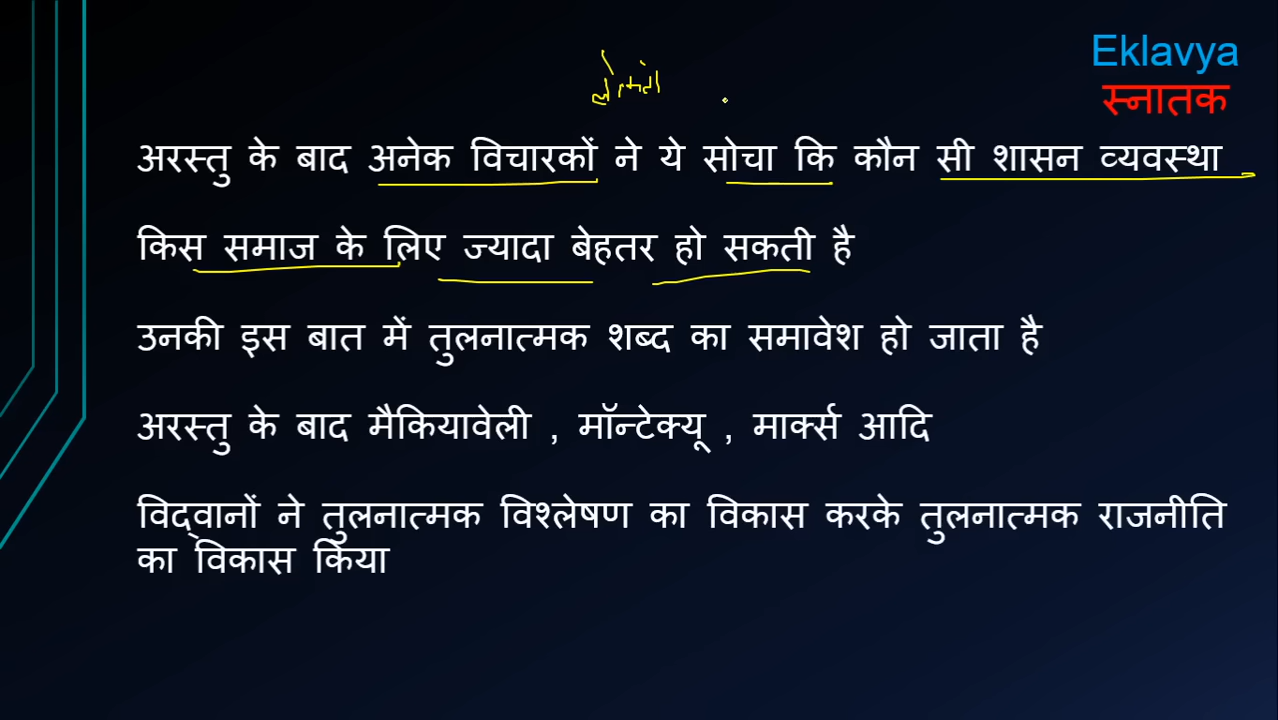 Eklavya
स्नातक
अरस्तु के बाद अनेक विचारकों ने ये सोचा कि कौन सी शासन व्यवस्था
किस समाज के लिए ज्यादा बेहतर हो सकती है
उनकी इस बात में तुलनात्मक शब्द का समावेश हो जाता है
अरस्तु के बाद मैकियावेली , मॉन्टेक्यू , मार्क्स आदि
विद्वानों ने तुलनात्मक विश्लेषण का विकास करके तुलनात्मक राजनीति
का विकास किया